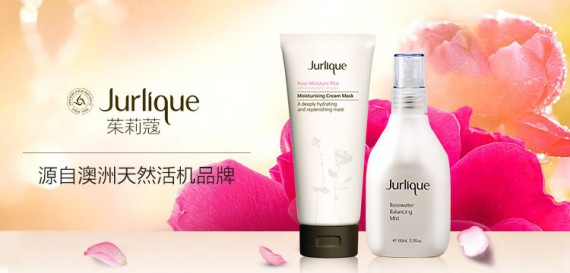 Jurlique
茱莉蔻
源自澳洲天然活机品牌
Jurlique
Rose Moisture Plus
Moisturising Cream Mask
A deeply hydrating
and replenishing mask
Jurlique
Rosewater
Balancing
Mist